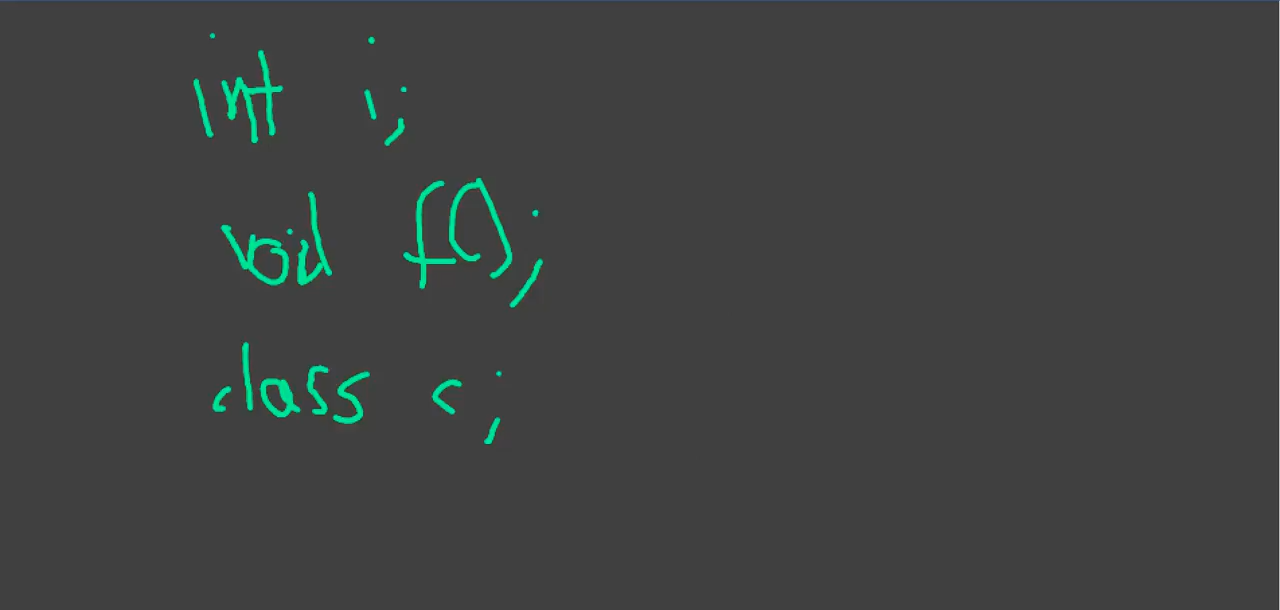 int i;
void f();
class c;